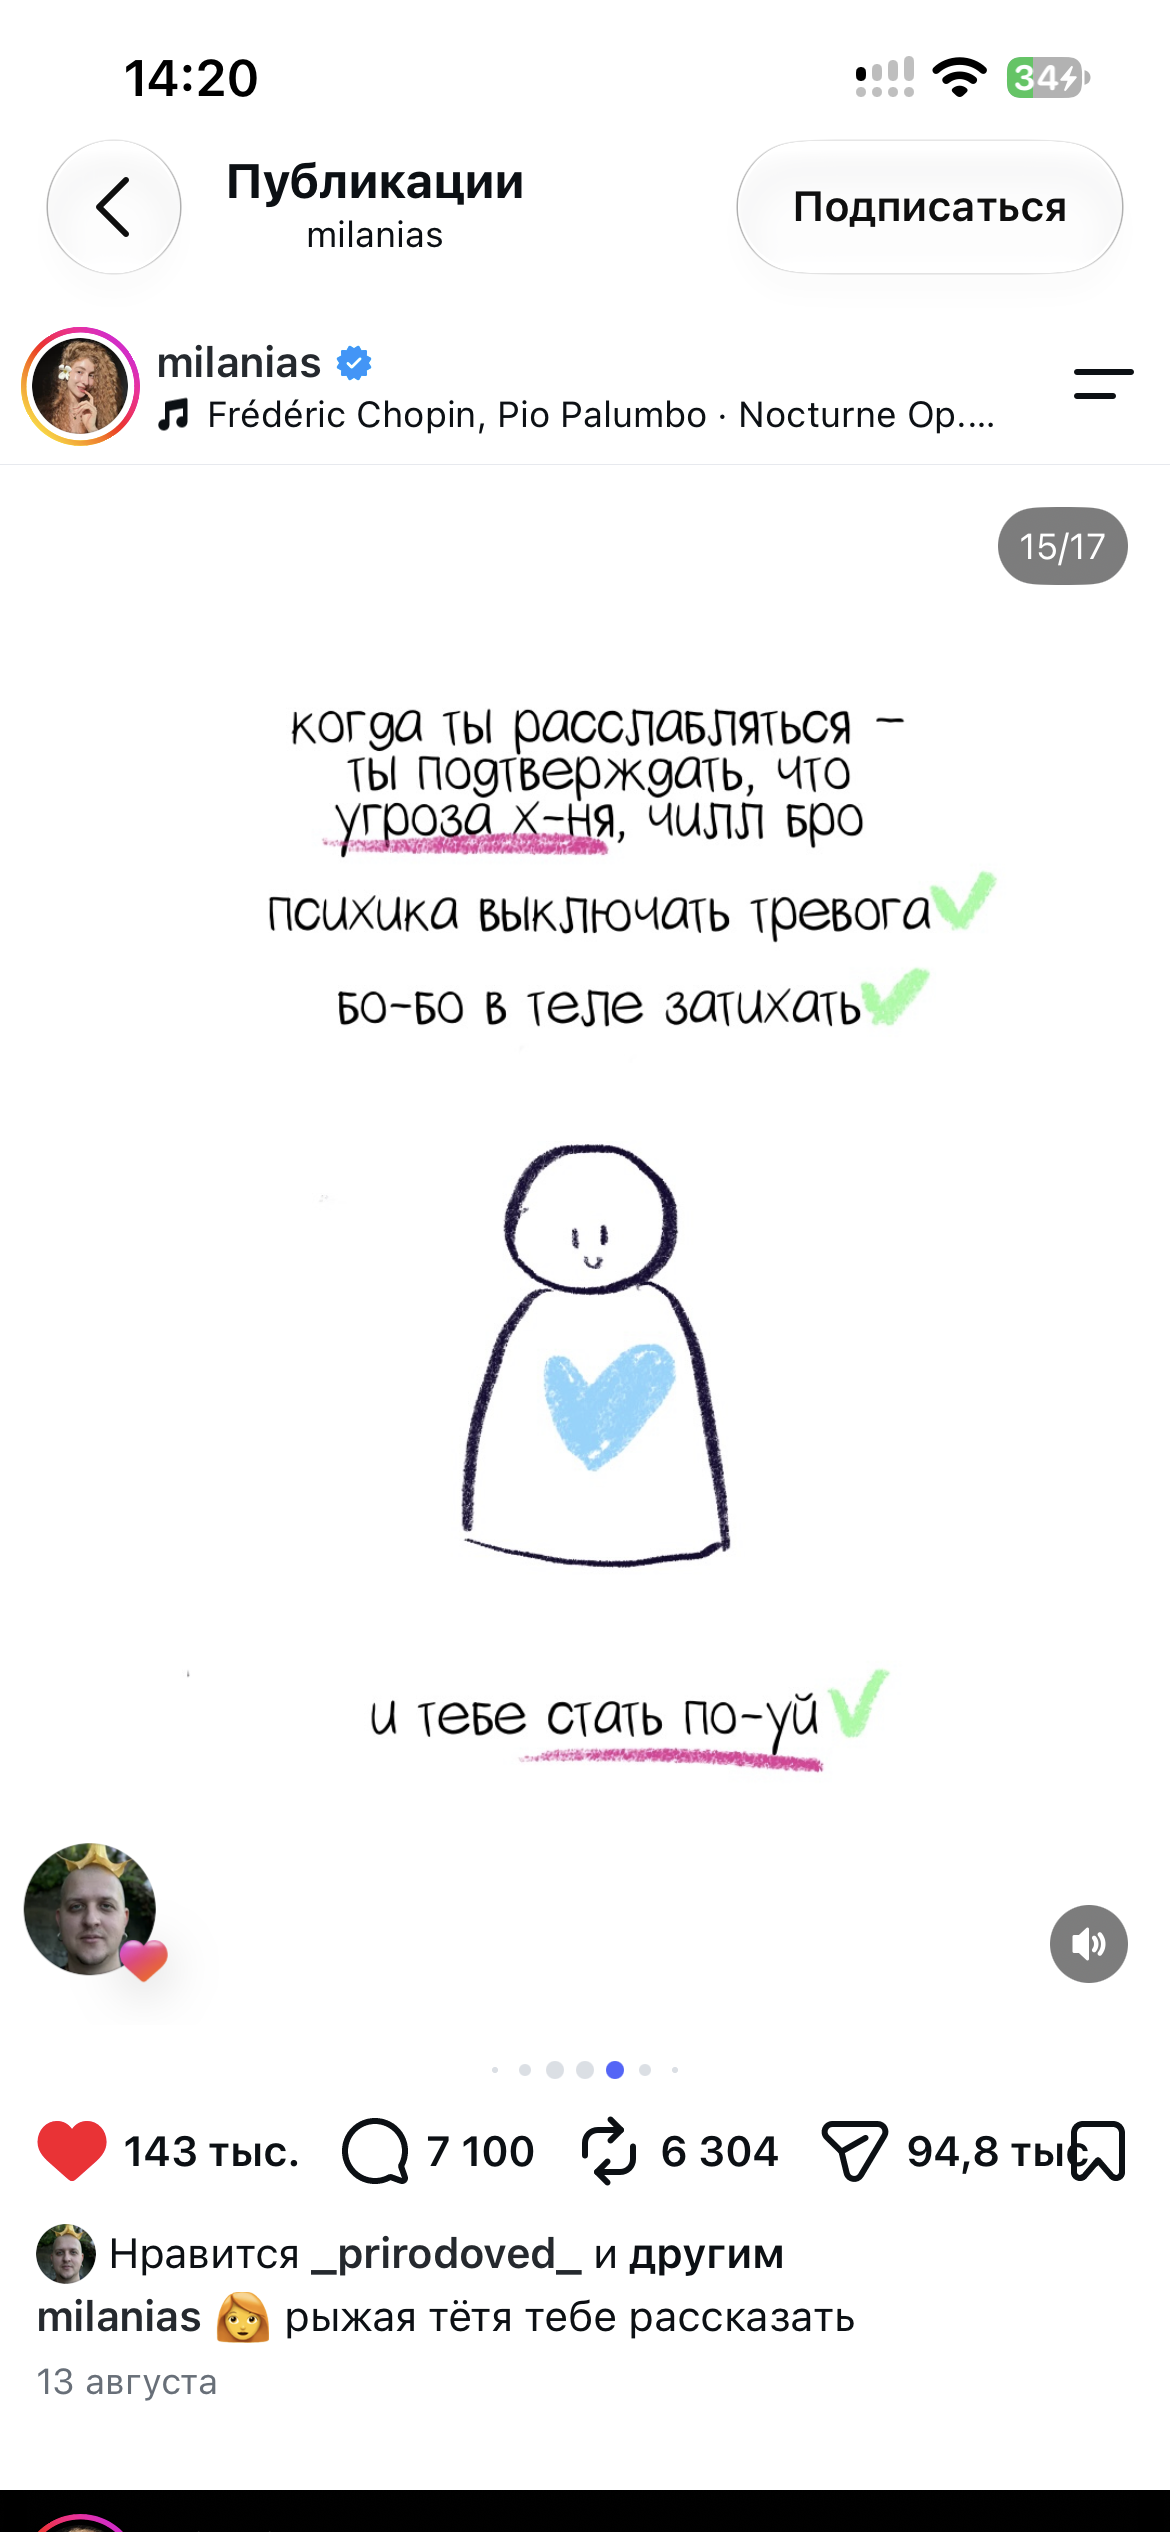 14:20
34
Публикации
milanias
Подписаться
milanias
Frédéric Chopin, Pio Palumbo · Nocturne Op....
15/17
когда ты расслабляться –
ты подтверждать, что
угроза х-ня, чилл бро
психика выключать тревога
бо-бо в теле затихать
и тебе стать по-уй
143 тыс. 7 100 6 304 94,8 тыс
Нравится _prirodoved_ и другим
milanias рыжая тётя тебе рассказать
13 августа